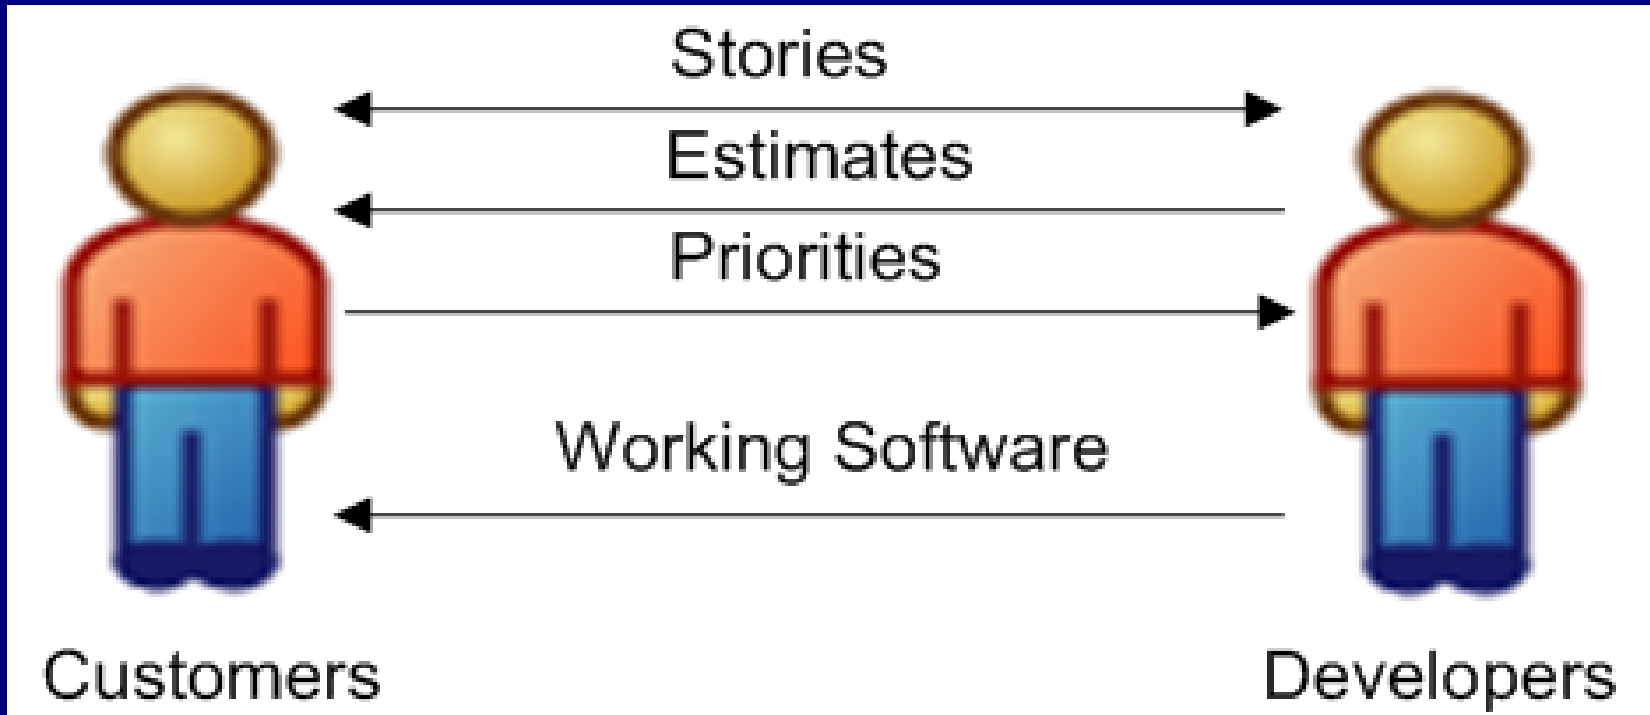 Stories
Estimates
Priorities
Working Software
Customers
Developers